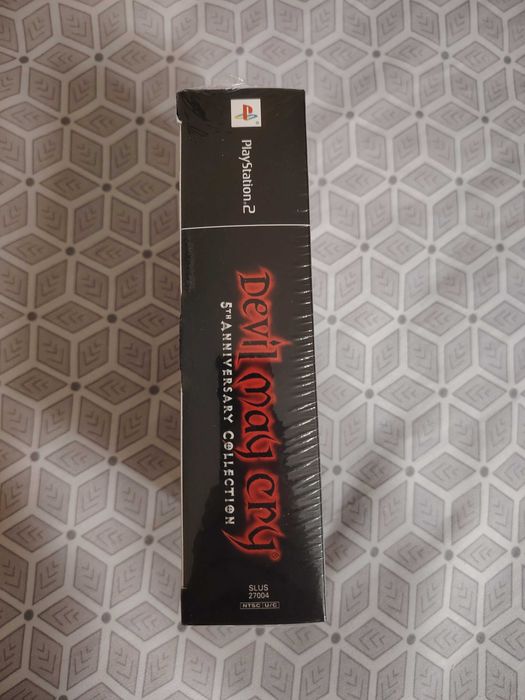 PlayStation®2
Devil May Cry®
5TH ANNIVERSARY COLLECTION
SLUS
27004
NTSC U/C